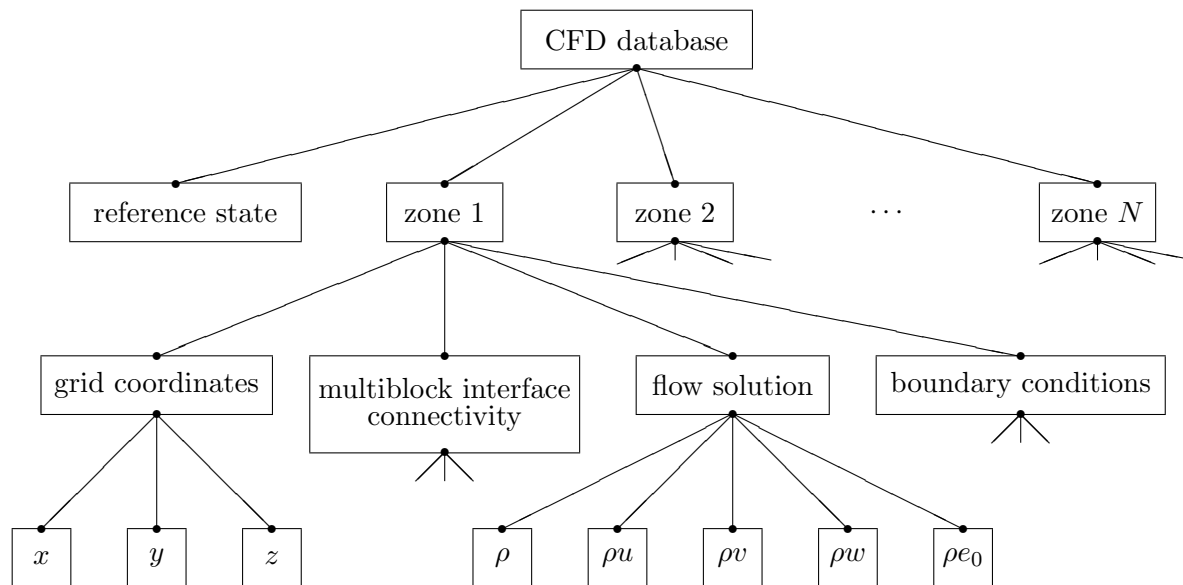 CFD database
reference state
zone 1
zone 2
...
zone N
grid coordinates
multiblock interface
connectivity
flow solution
boundary conditions
x
y
z
ρ
ρu
ρv
ρw
ρe₀